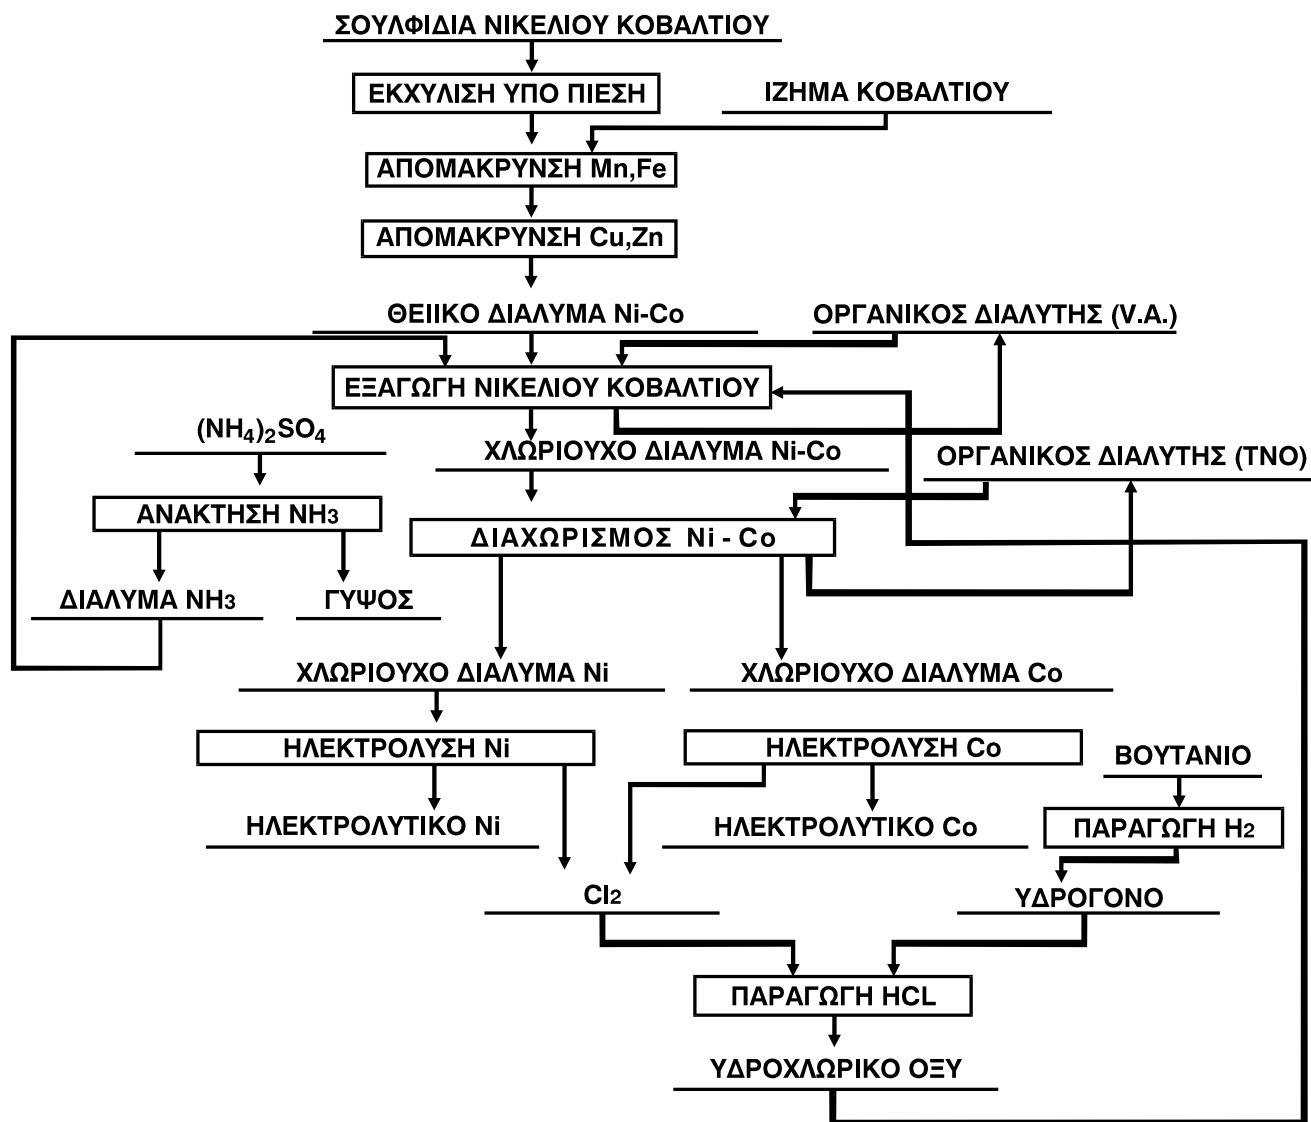 ΣΟΥΛΦΙΔΙΑ ΝΙΚΕΛΙΟΥ ΚΟΒΑΛΤΙΟΥ
ΕΚΧΥΛΙΣΗ ΥΠΟ ΠΙΕΣΗ
ΙΖΗΜΑ ΚΟΒΑΛΤΙΟΥ
ΑΠΟΜΑΚΡΥΝΣΗ Mn,Fe
ΑΠΟΜΑΚΡΥΝΣΗ Cu,Zn
ΘΕΙΙΚΟ ΔΙΑΛΥΜΑ Ni-Co
ΟΡΓΑΝΙΚΟΣ ΔΙΑΛΥΤΗΣ (V.A.)
ΕΞΑΓΩΓΗ ΝΙΚΕΛΙΟΥ ΚΟΒΑΛΤΙΟΥ
(NH₄)₂SO₄
ΧΛΩΡΙΟΥΧΟ ΔΙΑΛΥΜΑ Ni-Co
ΟΡΓΑΝΙΚΟΣ ΔΙΑΛΥΤΗΣ (ΤΝΟ)
ΑΝΑΚΤΗΣΗ NH₃
ΔΙΑΧΩΡΙΣΜΟΣ Ni - Co
ΔΙΑΛΥΜΑ NH₃
ΓΥΨΟΣ
ΧΛΩΡΙΟΥΧΟ ΔΙΑΛΥΜΑ Ni
ΧΛΩΡΙΟΥΧΟ ΔΙΑΛΥΜΑ Co
ΗΛΕΚΤΡΟΛΥΣΗ Ni
ΗΛΕΚΤΡΟΛΥΣΗ Co
ΒΟΥΤΑΝΙΟ
ΗΛΕΚΤΡΟΛΥΤΙΚΟ Ni
ΗΛΕΚΤΡΟΛΥΤΙΚΟ Co
ΠΑΡΑΓΩΓΗ H₂
Cl₂
ΥΔΡΟΓΟΝΟ
ΠΑΡΑΓΩΓΗ HCL
ΥΔΡΟΧΛΩΡΙΚΟ ΟΞΥ